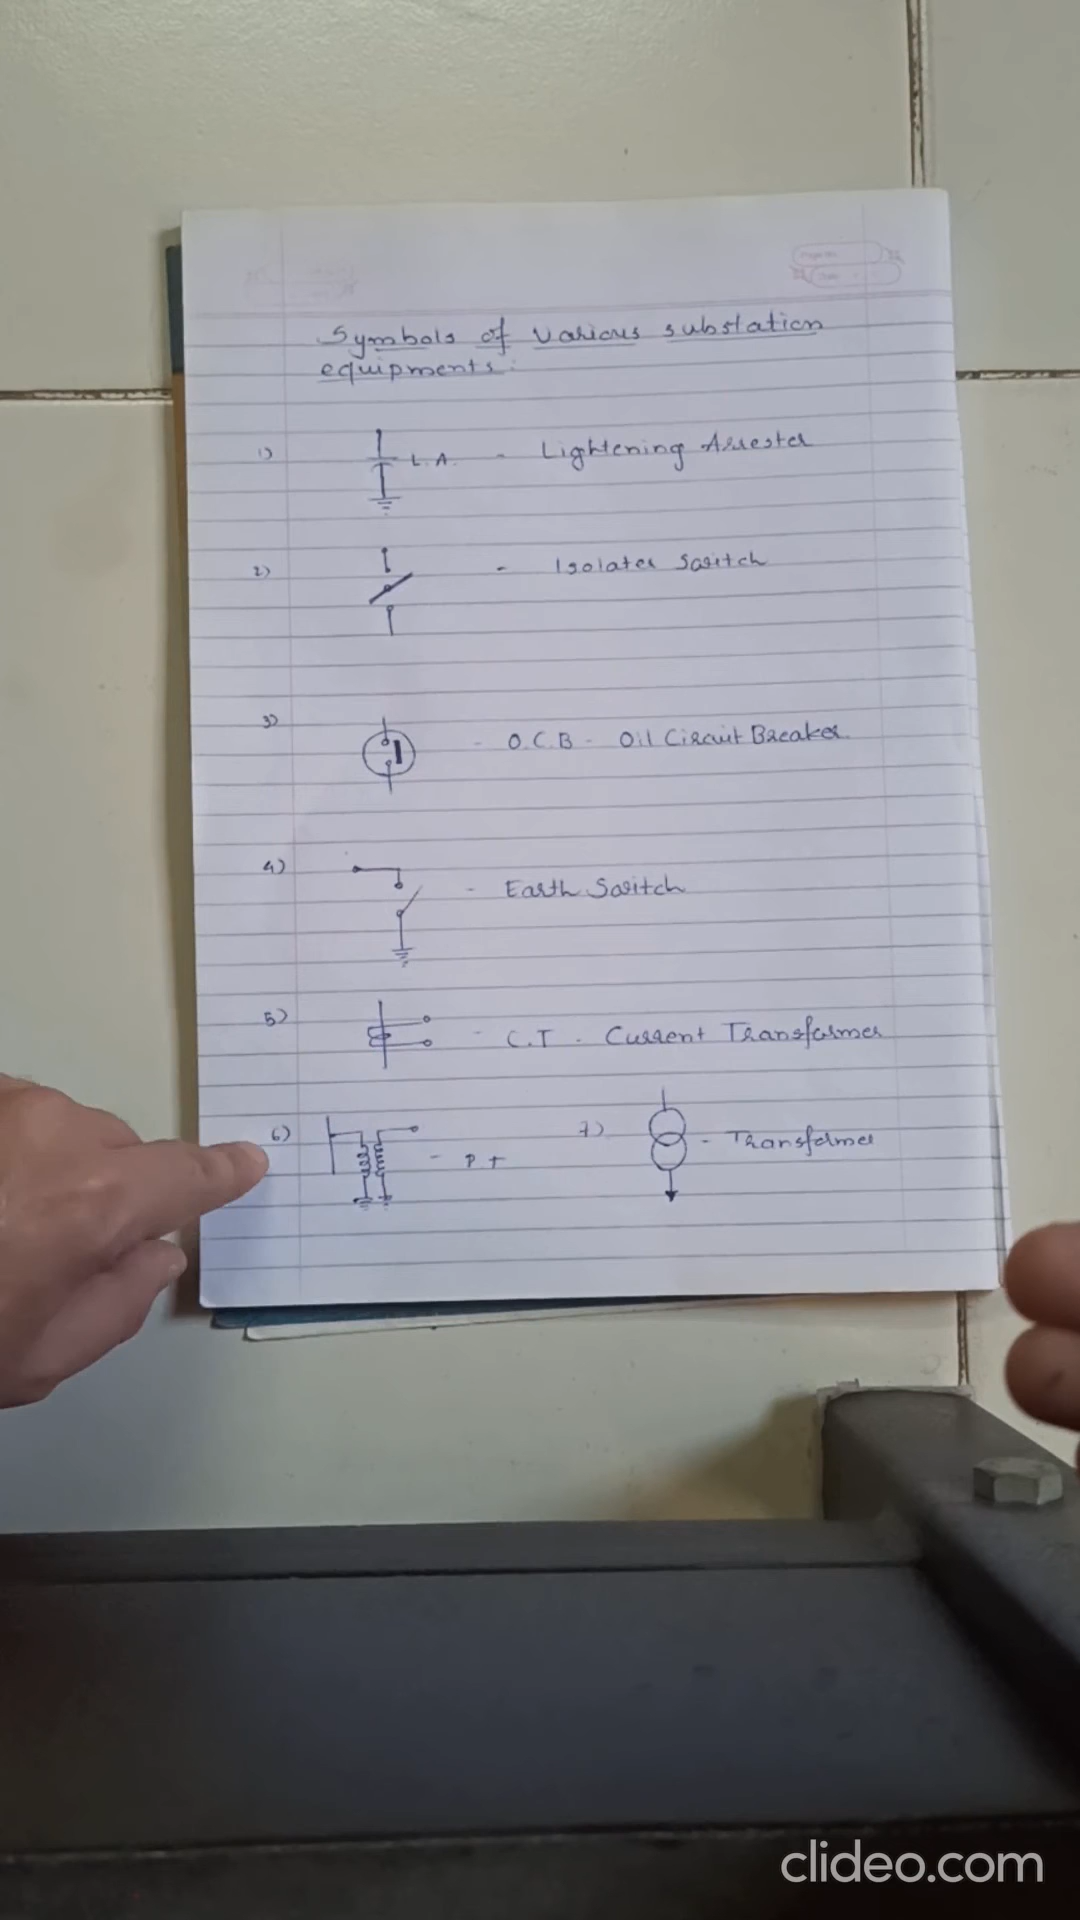 Symbols of various substation
equipments:
1) L.A. - Lightening Arrester
2) - Isolater Switch
3) - O.C.B - Oil Circuit Breaker
4) - Earth Switch
5) - C.T - Current Transformer
6) - P T 7) - Transformer
clideo.com